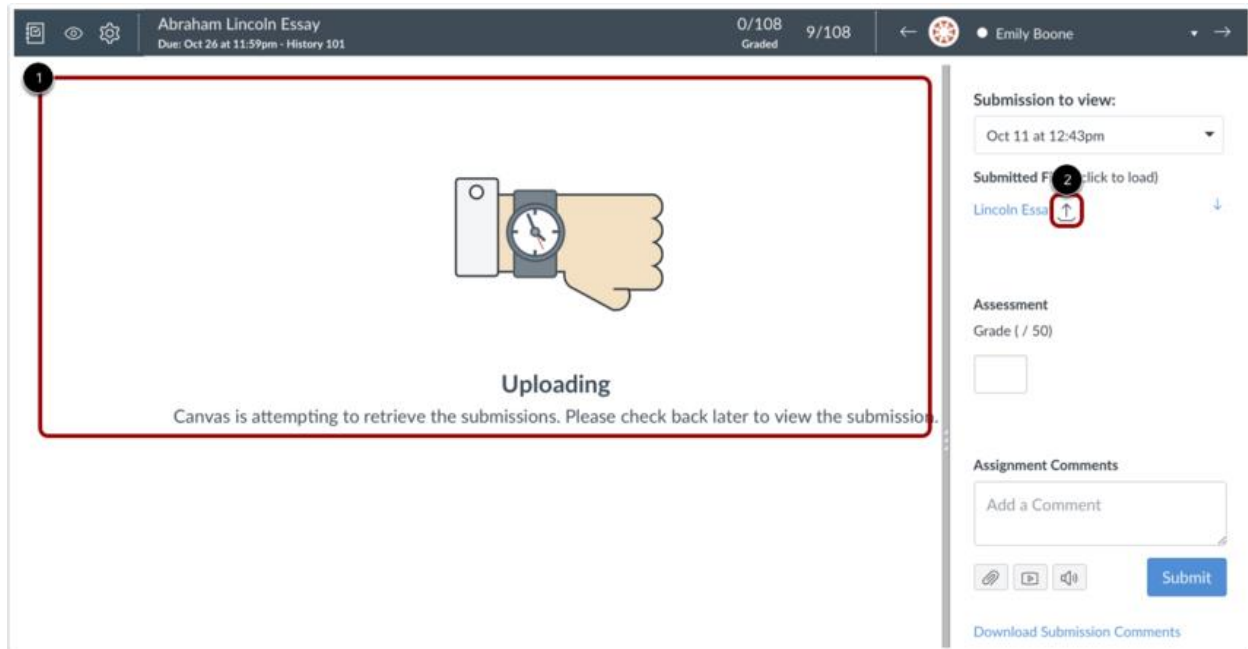 Abraham Lincoln Essay
Due: Oct 26 at 11:59pm - History 101
0/108
Graded
9/108
Emily Boone
1
Uploading
Canvas is attempting to retrieve the submissions. Please check back later to view the submission.
Submission to view:
Oct 11 at 12:43pm
Submitted F 2 click to load)
Lincoln Essa
Assessment
Grade ( / 50)
Assignment Comments
Add a Comment
Submit
Download Submission Comments